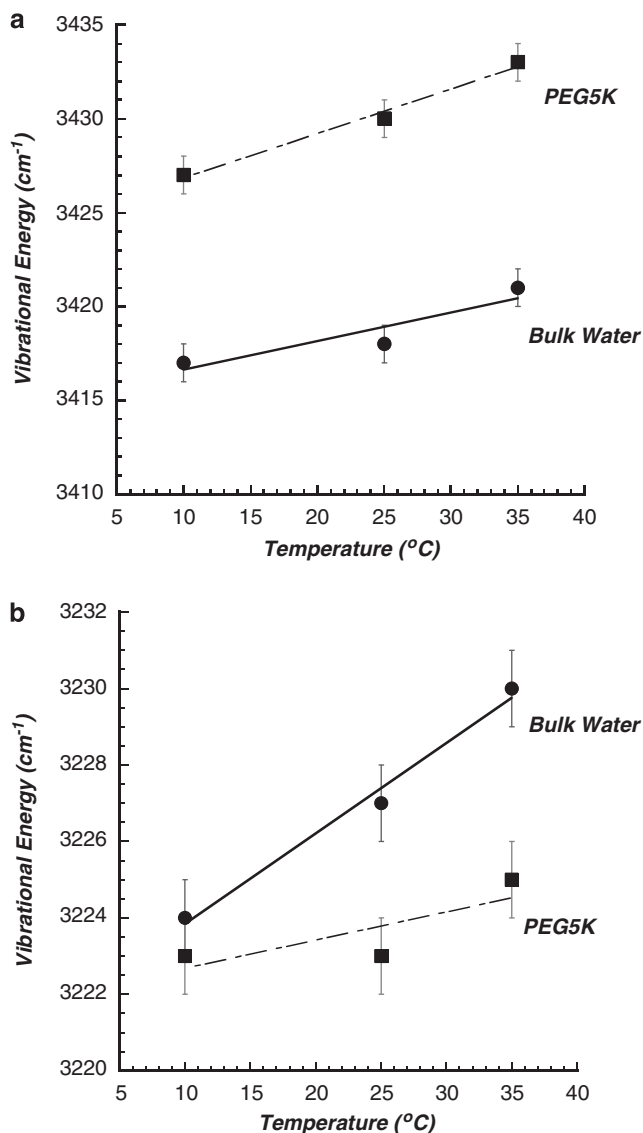 a
3435
3430
3425
3420
3415
3410
Vibrational Energy (cm-1)
PEG5K
Bulk Water
5 10 15 20 25 30 35 40
Temperature (oC)
b
3232
3230
3228
3226
3224
3222
3220
Vibrational Energy (cm-1)
Bulk Water
PEG5K
5 10 15 20 25 30 35 40
Temperature (oC)